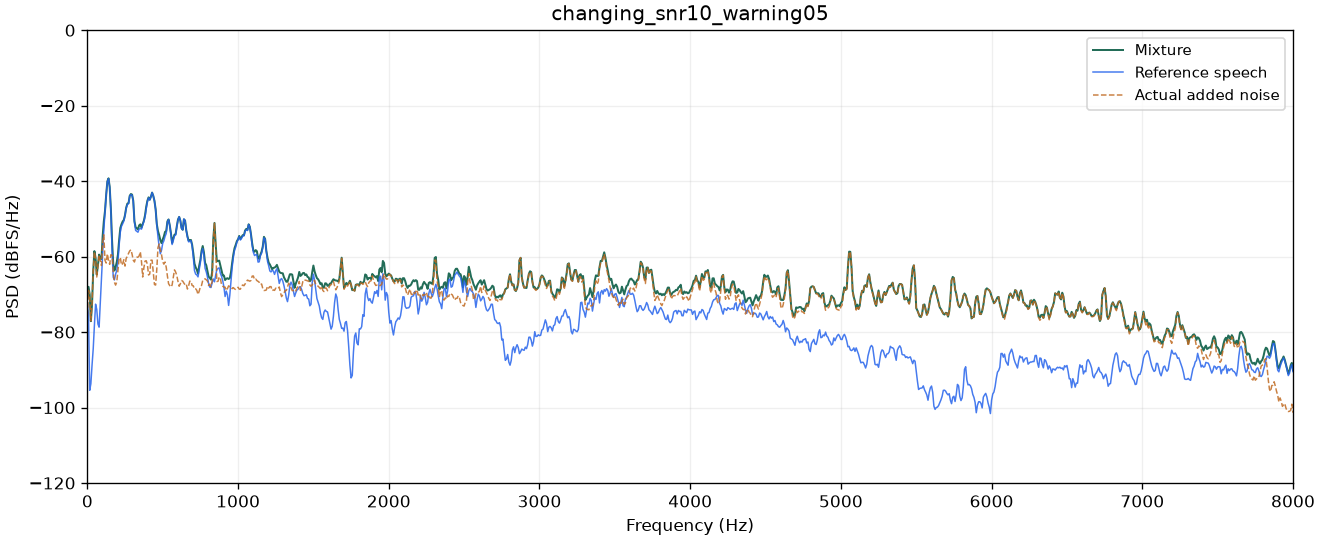 changing_snr10_warning05
Mixture
Reference speech
Actual added noise
PSD (dBFS/Hz)
0
−20
−40
−60
−80
−100
−120
0 1000 2000 3000 4000 5000 6000 7000 8000
Frequency (Hz)